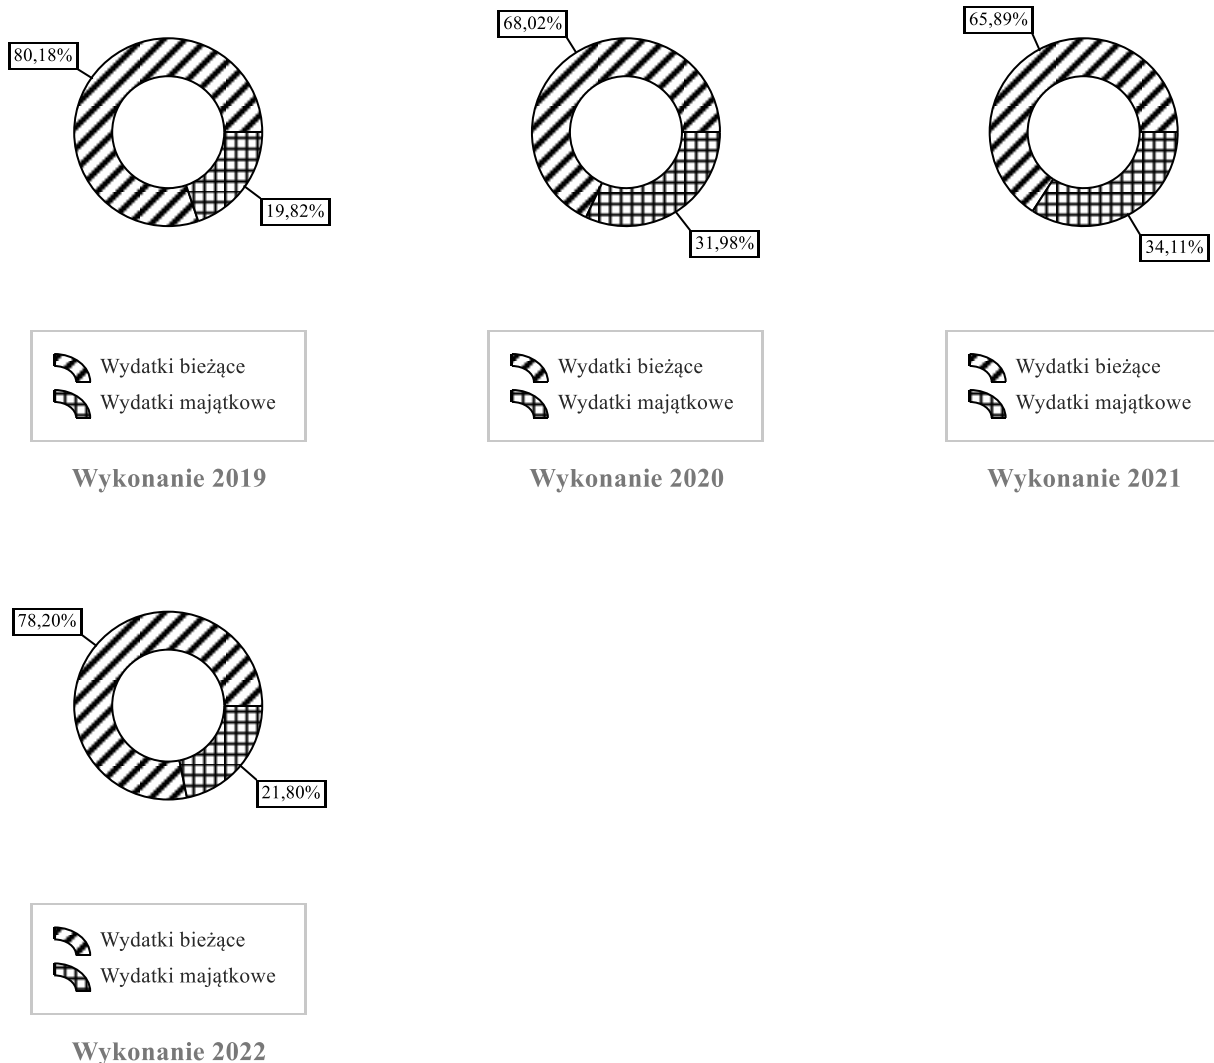 80,18%
19,82%
Wydatki bieżące
Wydatki majątkowe
Wykonanie 2019
68,02%
31,98%
Wydatki bieżące
Wydatki majątkowe
Wykonanie 2020
65,89%
34,11%
Wydatki bieżące
Wydatki majątkowe
Wykonanie 2021
78,20%
21,80%
Wydatki bieżące
Wydatki majątkowe
Wykonanie 2022